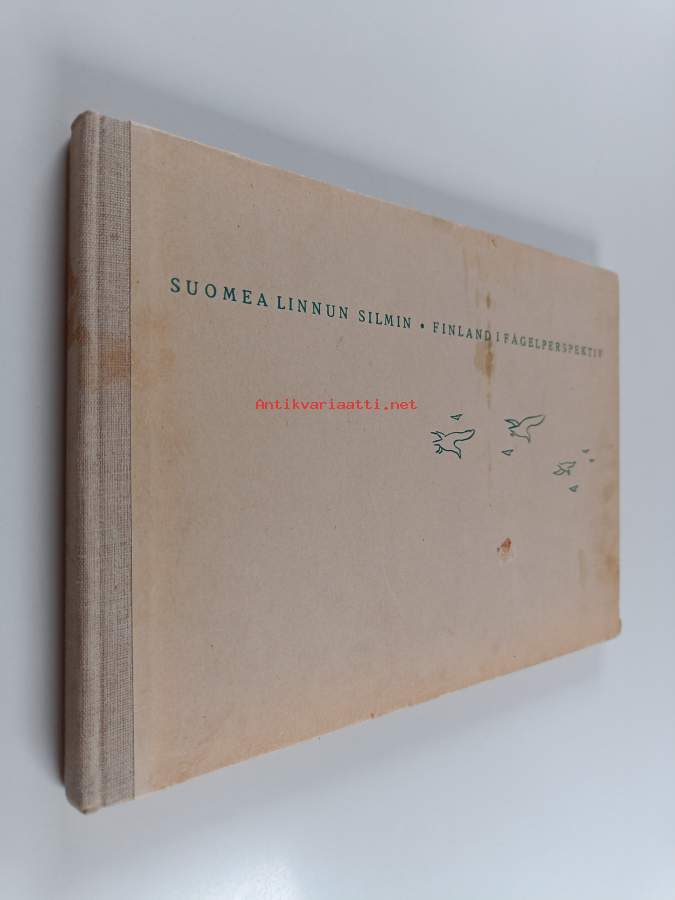 SUOMEA LINNUN SILMIN • FINLAND I FÅGELPERSPEKTIV
Antikvariaatti.net